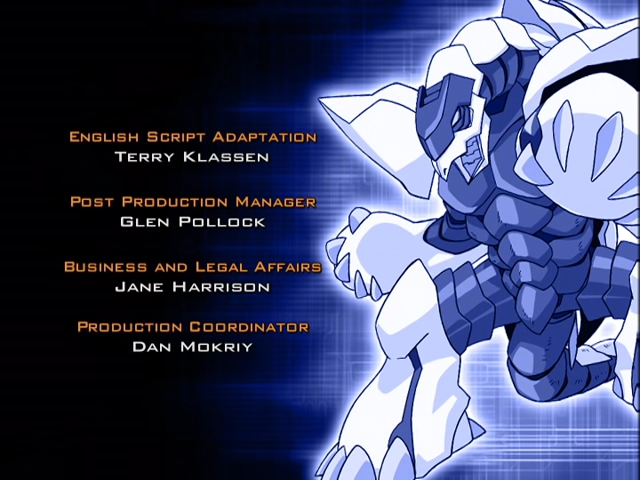 English Script Adaptation
Terry Klassen
Post Production Manager
Glen Pollock
Business and Legal Affairs
Jane Harrison
Production Coordinator
Dan Mokriy